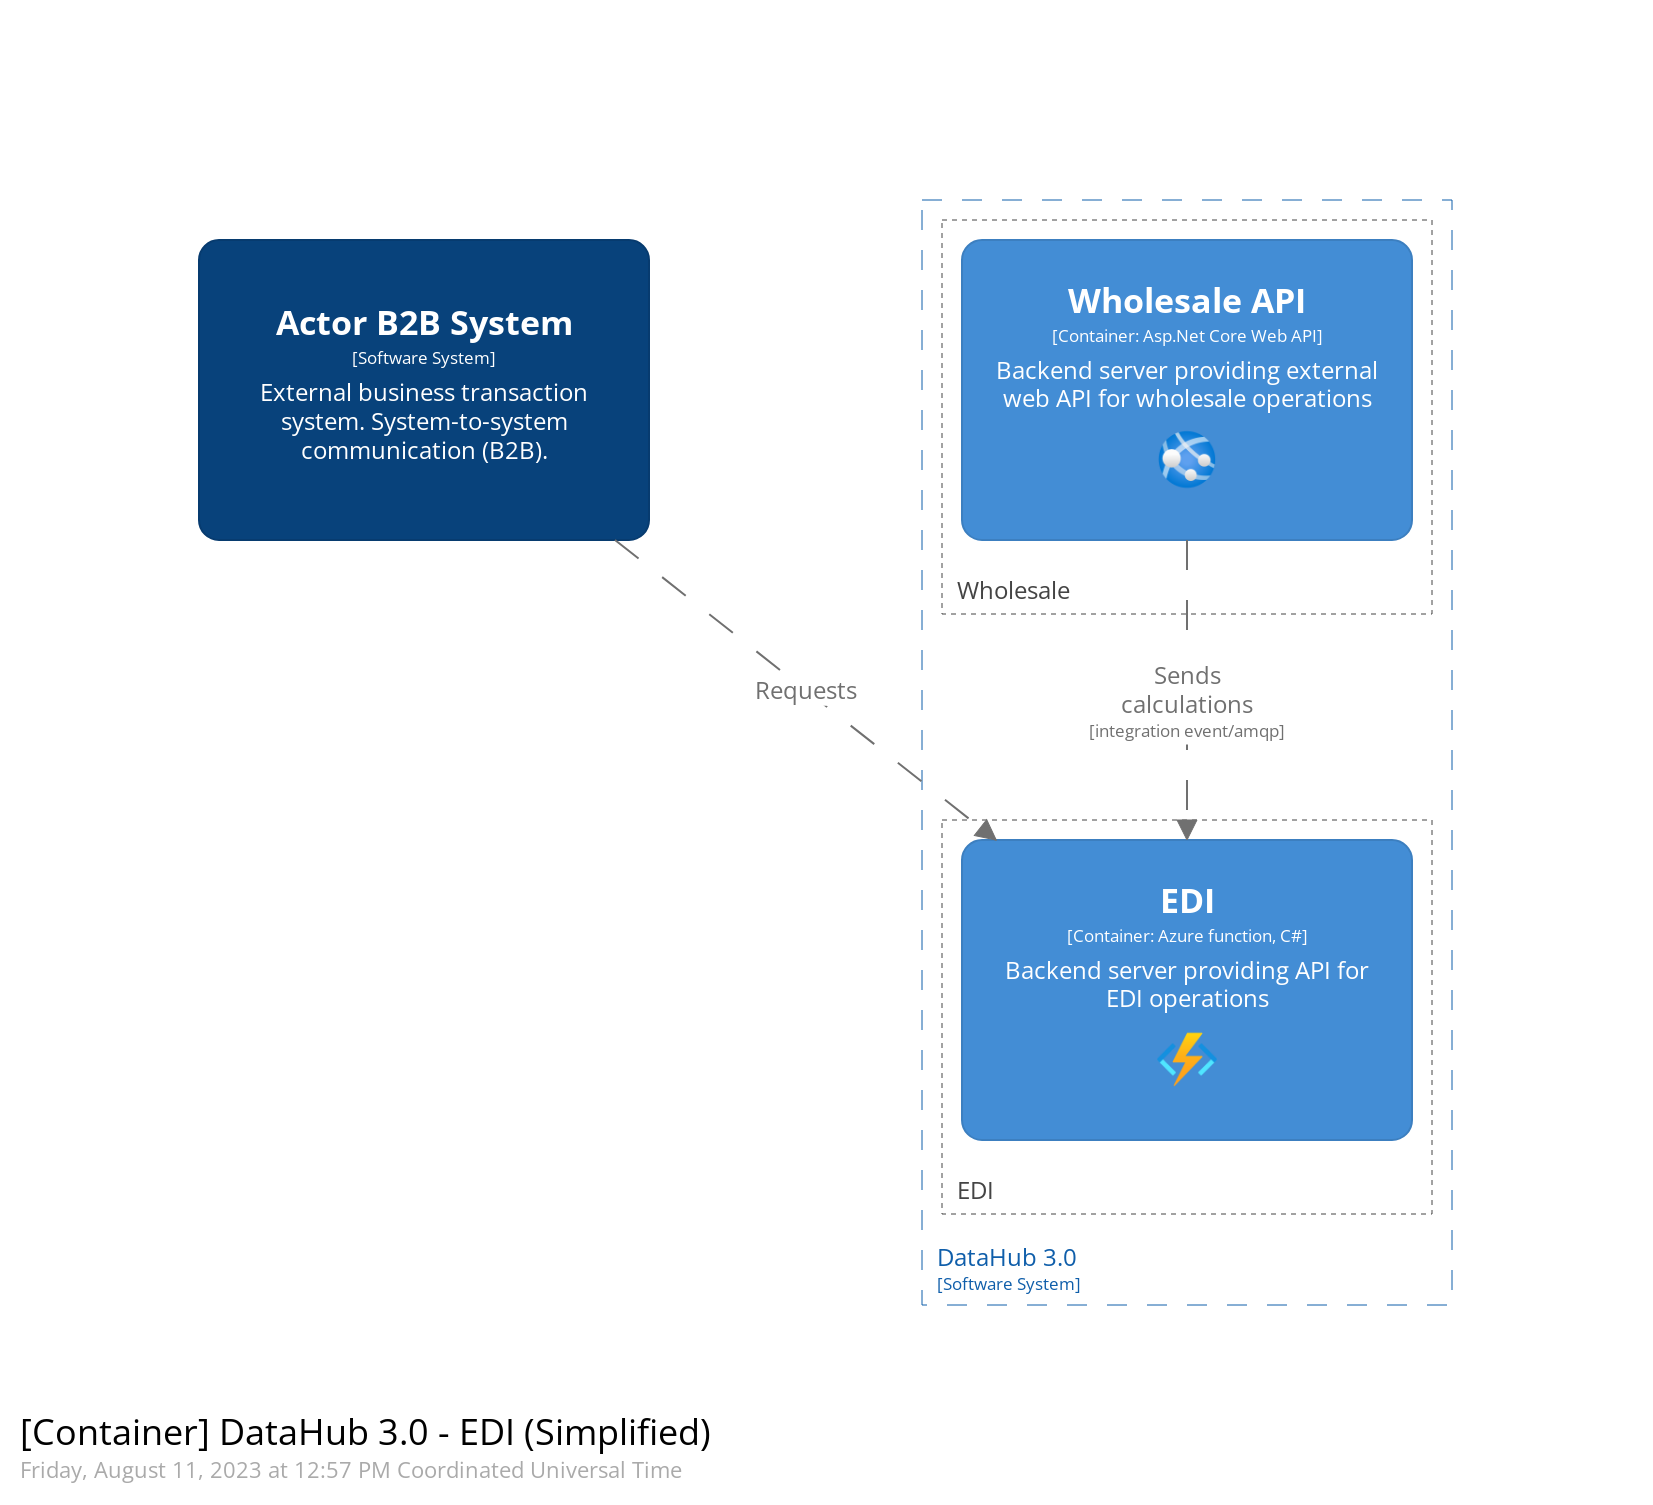 Actor B2B System
[Software System]
External business transaction
system. System-to-system
communication (B2B).
Wholesale API
[Container: Asp.Net Core Web API]
Backend server providing external
web API for wholesale operations
Wholesale
Requests
Sends
calculations
[integration event/amqp]
EDI
[Container: Azure function, C#]
Backend server providing API for
EDI operations
EDI
DataHub 3.0
[Software System]
[Container] DataHub 3.0 - EDI (Simplified)
Friday, August 11, 2023 at 12:57 PM Coordinated Universal Time